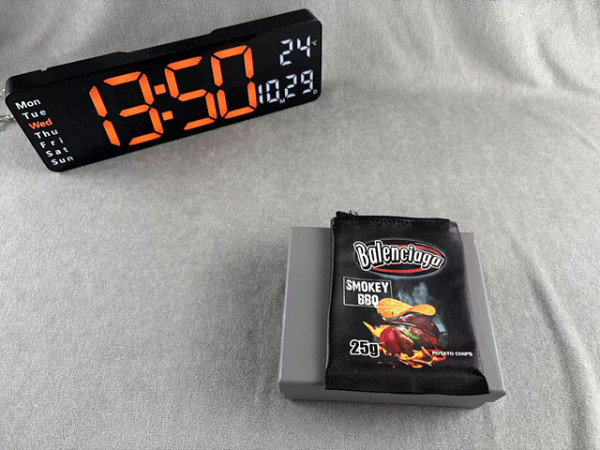 Mon
Tue
Wed
Thu
Fri
Sat
Sun
13:50
24°C
10.29
M D
Balenciaga
SMOKEY
BBQ
25g
POTATO CHIPS